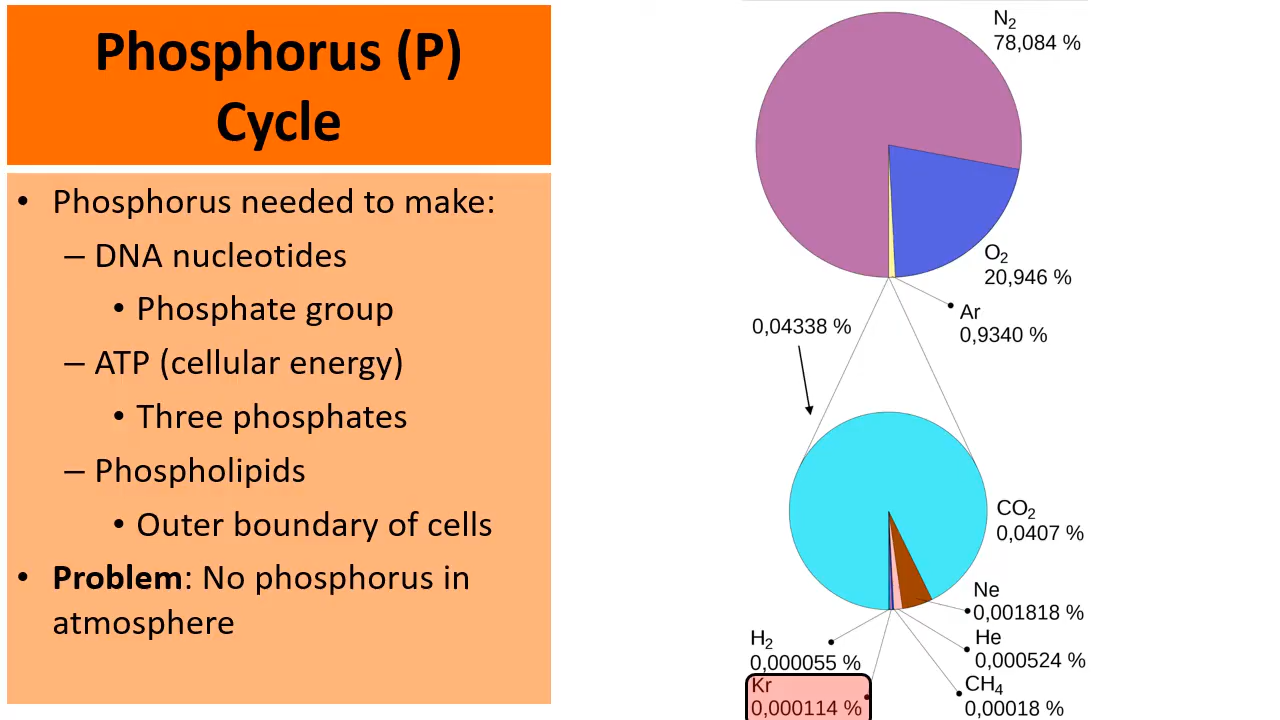 Phosphorus (P)
Cycle
• Phosphorus needed to make:
– DNA nucleotides
• Phosphate group
– ATP (cellular energy)
• Three phosphates
– Phospholipids
• Outer boundary of cells
• Problem: No phosphorus in
atmosphere
N₂
78,084 %
O₂
20,946 %
Ar
0,9340 %
0,04338 %
CO₂
0,0407 %
Ne
0,001818 %
He
0,000524 %
CH₄
0,00018 %
H₂
0,000055 %
Kr
0,000114 %